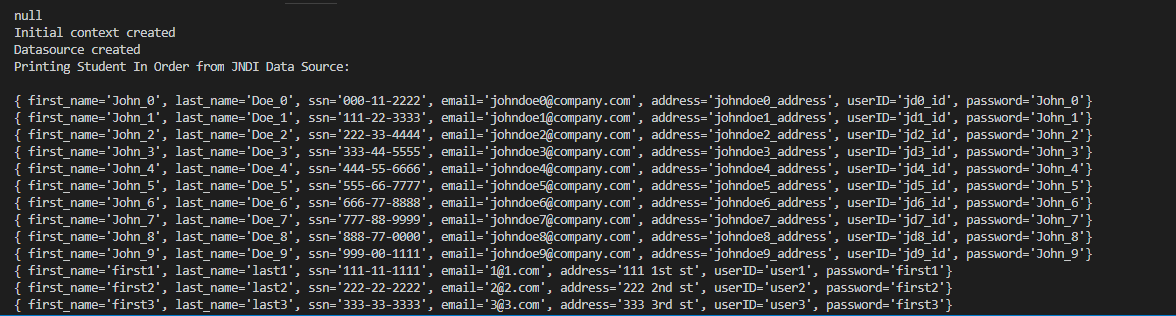 null
Initial context created
Datasource created
Printing Student In Order from JNDI Data Source:
{ first_name='John_0', last_name='Doe_0', ssn='000-11-2222', email='johndoe0@company.com', address='johndoe0_address', userID='jd0_id', password='John_0'}
{ first_name='John_1', last_name='Doe_1', ssn='111-22-3333', email='johndoe1@company.com', address='johndoe1_address', userID='jd1_id', password='John_1'}
{ first_name='John_2', last_name='Doe_2', ssn='222-33-4444', email='johndoe2@company.com', address='johndoe2_address', userID='jd2_id', password='John_2'}
{ first_name='John_3', last_name='Doe_3', ssn='333-44-5555', email='johndoe3@company.com', address='johndoe3_address', userID='jd3_id', password='John_3'}
{ first_name='John_4', last_name='Doe_4', ssn='444-55-6666', email='johndoe4@company.com', address='johndoe4_address', userID='jd4_id', password='John_4'}
{ first_name='John_5', last_name='Doe_5', ssn='555-66-7777', email='johndoe5@company.com', address='johndoe5_address', userID='jd5_id', password='John_5'}
{ first_name='John_6', last_name='Doe_6', ssn='666-77-8888', email='johndoe6@company.com', address='johndoe6_address', userID='jd6_id', password='John_6'}
{ first_name='John_7', last_name='Doe_7', ssn='777-88-9999', email='johndoe7@company.com', address='johndoe7_address', userID='jd7_id', password='John_7'}
{ first_name='John_8', last_name='Doe_8', ssn='888-77-0000', email='johndoe8@company.com', address='johndoe8_address', userID='jd8_id', password='John_8'}
{ first_name='John_9', last_name='Doe_9', ssn='999-00-1111', email='johndoe9@company.com', address='johndoe9_address', userID='jd9_id', password='John_9'}
{ first_name='first1', last_name='last1', ssn='111-11-1111', email='1@1.com', address='111 1st st', userID='user1', password='first1'}
{ first_name='first2', last_name='last2', ssn='222-22-2222', email='2@2.com', address='222 2nd st', userID='user2', password='first2'}
{ first_name='first3', last_name='last3', ssn='333-33-3333', email='3@3.com', address='333 3rd st', userID='user3', password='first3'}